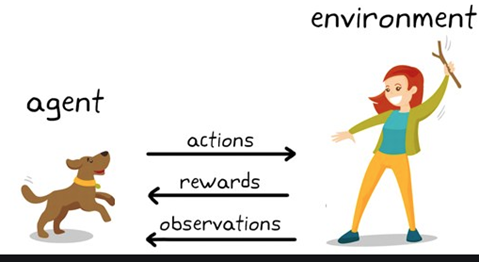 environment
agent
actions
rewards
observations